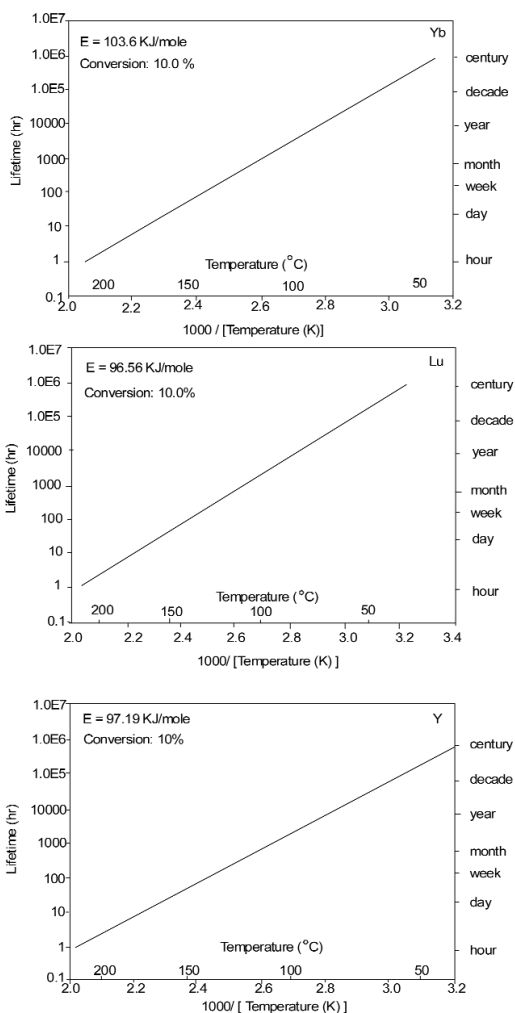 1.0E7
Yb
E = 103.6 KJ/mole
1.0E6
century
Conversion: 10.0 %
1.0E5
decade
10000
year
Lifetime (hr)
1000
month
week
100
day
10
Temperature (°C)
1
hour
200 150 100 50
0.1
2.0 2.2 2.4 2.6 2.8 3.0 3.2
1000 / [Temperature (K)]
1.0E7
Lu
E = 96.56 KJ/mole
1.0E6
century
Conversion: 10.0%
1.0E5
decade
10000
year
Lifetime (hr)
1000
month
week
100
day
10
1
hour
Temperature (°C)
200 150 100 50
0.1
2.0 2.2 2.4 2.6 2.8 3.0 3.2 3.4
1000/ [Temperature (K) ]
1.0E7
E = 97.19 KJ/mole
Y
1.0E6
century
Conversion: 10%
1.0E5
decade
10000
year
Lifetime (hr)
1000
month
week
100
day
10
1
hour
Temperature (°C)
200 150 100 50
0.1
2.0 2.2 2.4 2.6 2.8 3.0 3.2
1000/ [ Temperature (K) ]